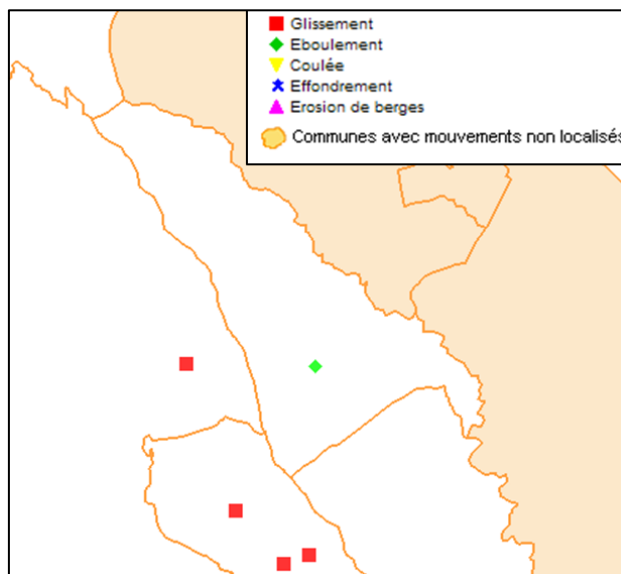 Glissement
Eboulement
Coulée
Effondrement
Erosion de berges
Communes avec mouvements non localisés